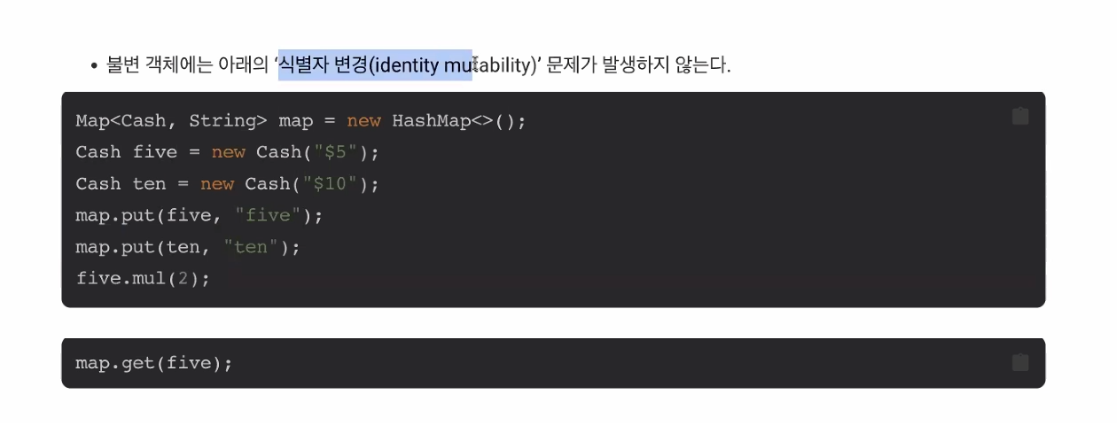 • 불변 객체에는 아래의 ‘식별자 변경(identity mutability)’ 문제가 발생하지 않는다.
Map<Cash, String> map = new HashMap<>();
Cash five = new Cash("$5");
Cash ten = new Cash("$10");
map.put(five, "five");
map.put(ten, "ten");
five.mul(2);
map.get(five);